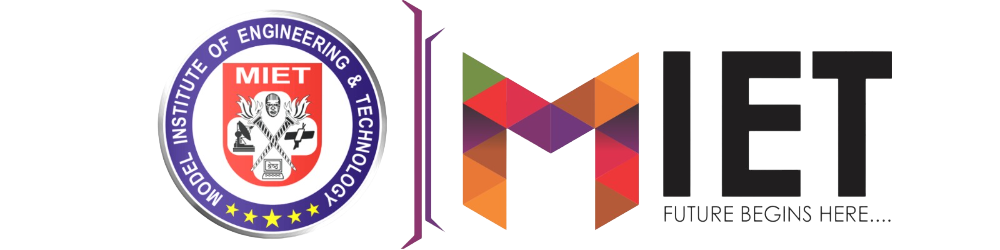 MODEL INSTITUTE OF ENGINEERING & TECHNOLOGY
MIET
MIET
FUTURE BEGINS HERE....